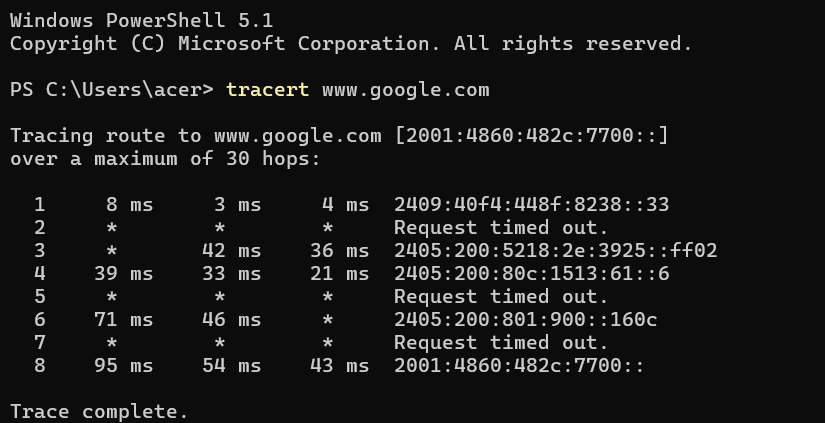 Windows PowerShell 5.1
Copyright (C) Microsoft Corporation. All rights reserved.
PS C:\Users\acer> tracert www.google.com
Tracing route to www.google.com [2001:4860:482c:7700::]
over a maximum of 30 hops:
  1     8 ms     3 ms     4 ms  2409:40f4:448f:8238::33
  2     *        *        *     Request timed out.
  3     *       42 ms    36 ms  2405:200:5218:2e:3925::ff02
  4    39 ms    33 ms    21 ms  2405:200:80c:1513:61::6
  5     *        *        *     Request timed out.
  6    71 ms    46 ms     *     2405:200:801:900::160c
  7     *        *        *     Request timed out.
  8    95 ms    54 ms    43 ms  2001:4860:482c:7700::
Trace complete.